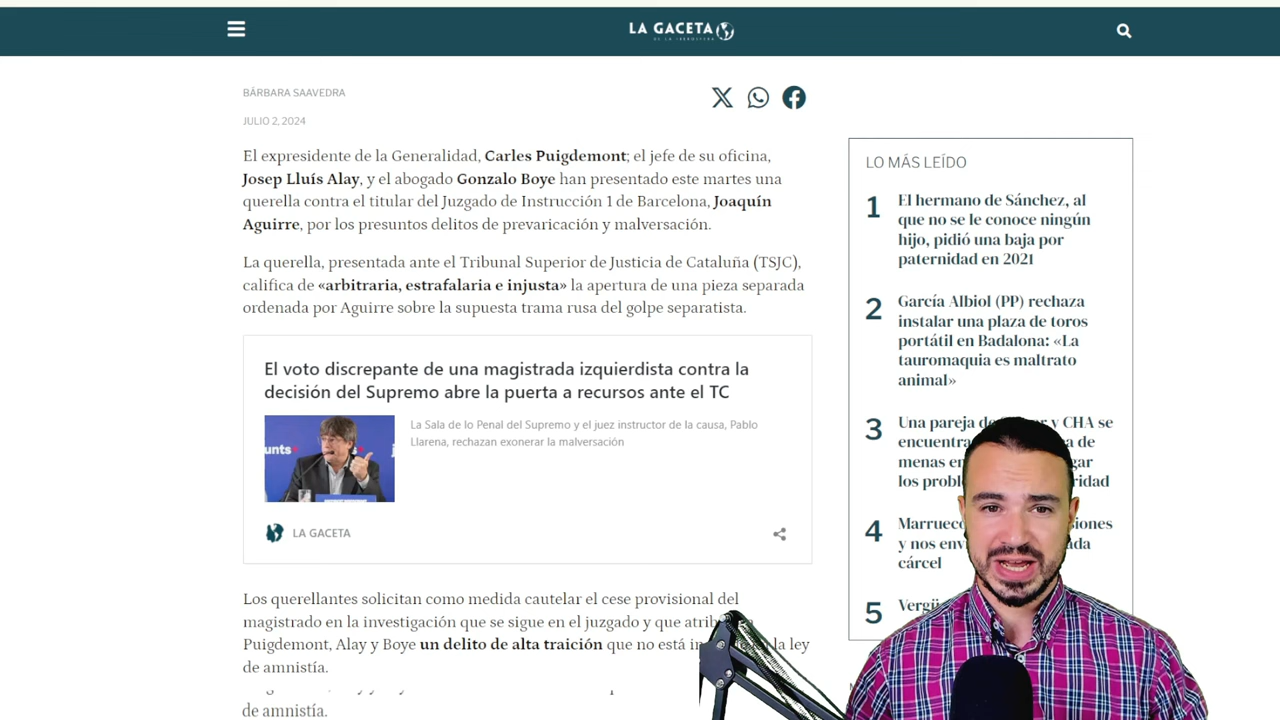 LA GACETA
DE LA IBEROSFERA
BÁRBARA SAAVEDRA
JULIO 2, 2024
El expresidente de la Generalidad, Carles Puigdemont; el jefe de su oficina,
Josep Lluís Alay, y el abogado Gonzalo Boye han presentado este martes una
querella contra el titular del Juzgado de Instrucción 1 de Barcelona, Joaquín
Aguirre, por los presuntos delitos de prevaricación y malversación.
La querella, presentada ante el Tribunal Superior de Justicia de Cataluña (TSJC),
califica de «arbitraria, estrafalaria e injusta» la apertura de una pieza separada
ordenada por Aguirre sobre la supuesta trama rusa del golpe separatista.
El voto discrepante de una magistrada izquierdista contra la
decisión del Supremo abre la puerta a recursos ante el TC
La Sala de lo Penal del Supremo y el juez instructor de la causa, Pablo
Llarena, rechazan exonerar la malversación
unts
LA GACETA
Los querellantes solicitan como medida cautelar el cese provisional del
magistrado en la investigación que se sigue en el juzgado y que
Puigdemont, Alay y Boye un delito de alta traición que no está la ley
de amnistía.
de amnistía.
LO MÁS LEÍDO
1 El hermano de Sánchez, al
que no se le conoce ningún
hijo, pidió una baja por
paternidad en 2021
2 García Albiol (PP) rechaza
instalar una plaza de toros
portátil en Badalona: «La
tauromaquia es maltrato
animal»
3 Una pareja de y CHA se
encuentra de
menas en
los
4
y nos
cárcel
5